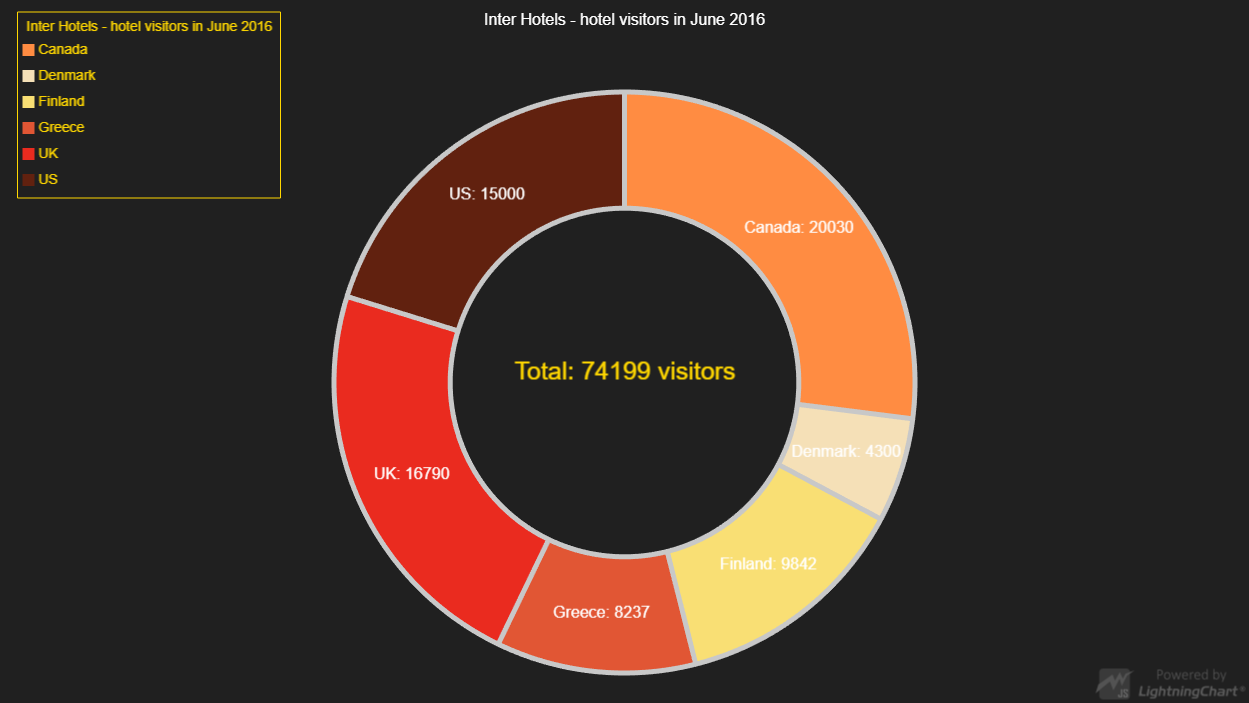 Inter Hotels - hotel visitors in June 2016
Inter Hotels - hotel visitors in June 2016
Canada
Denmark
Finland
Greece
UK
US
US: 15000
Canada: 20030
Total: 74199 visitors
Denmark: 4300
UK: 16790
Finland: 9842
Greece: 8237
Powered by
JS
LightningChart®